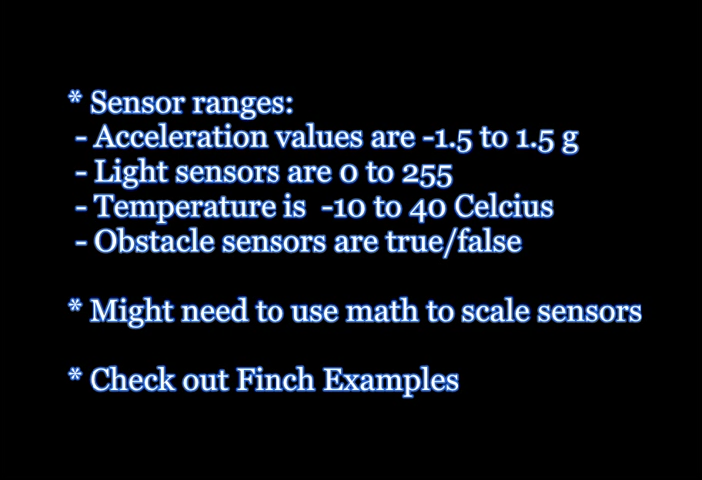 * Sensor ranges:
- Acceleration values are -1.5 to 1.5 g
- Light sensors are 0 to 255
- Temperature is  -10 to 40 Celcius
- Obstacle sensors are true/false
* Might need to use math to scale sensors
* Check out Finch Examples